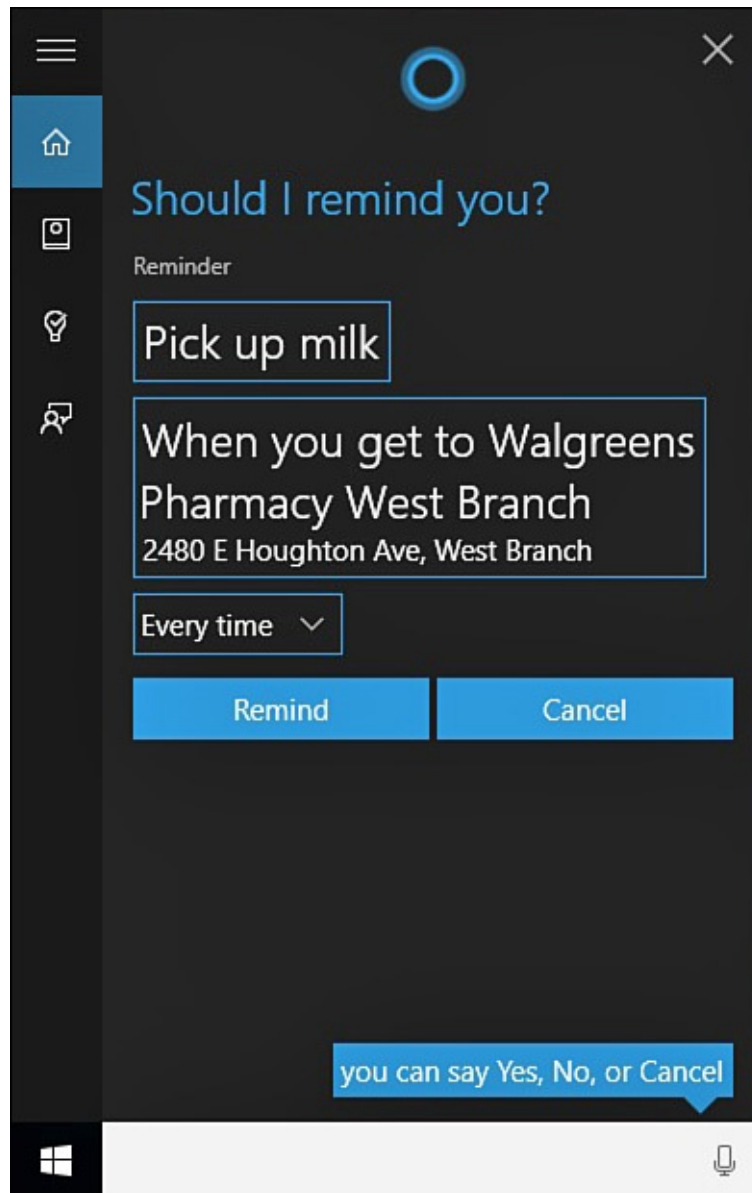 Should I remind you?
Reminder
Pick up milk
When you get to Walgreens
Pharmacy West Branch
2480 E Houghton Ave, West Branch
Every time
Remind
Cancel
you can say Yes, No, or Cancel